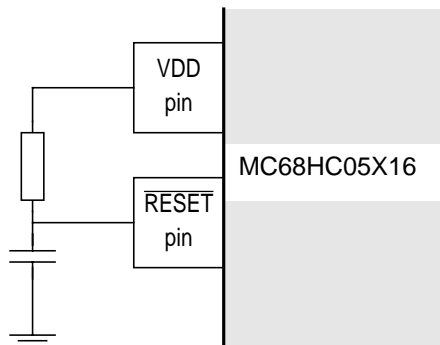 VDD
pin
MC68HC05X16
RESET
pin